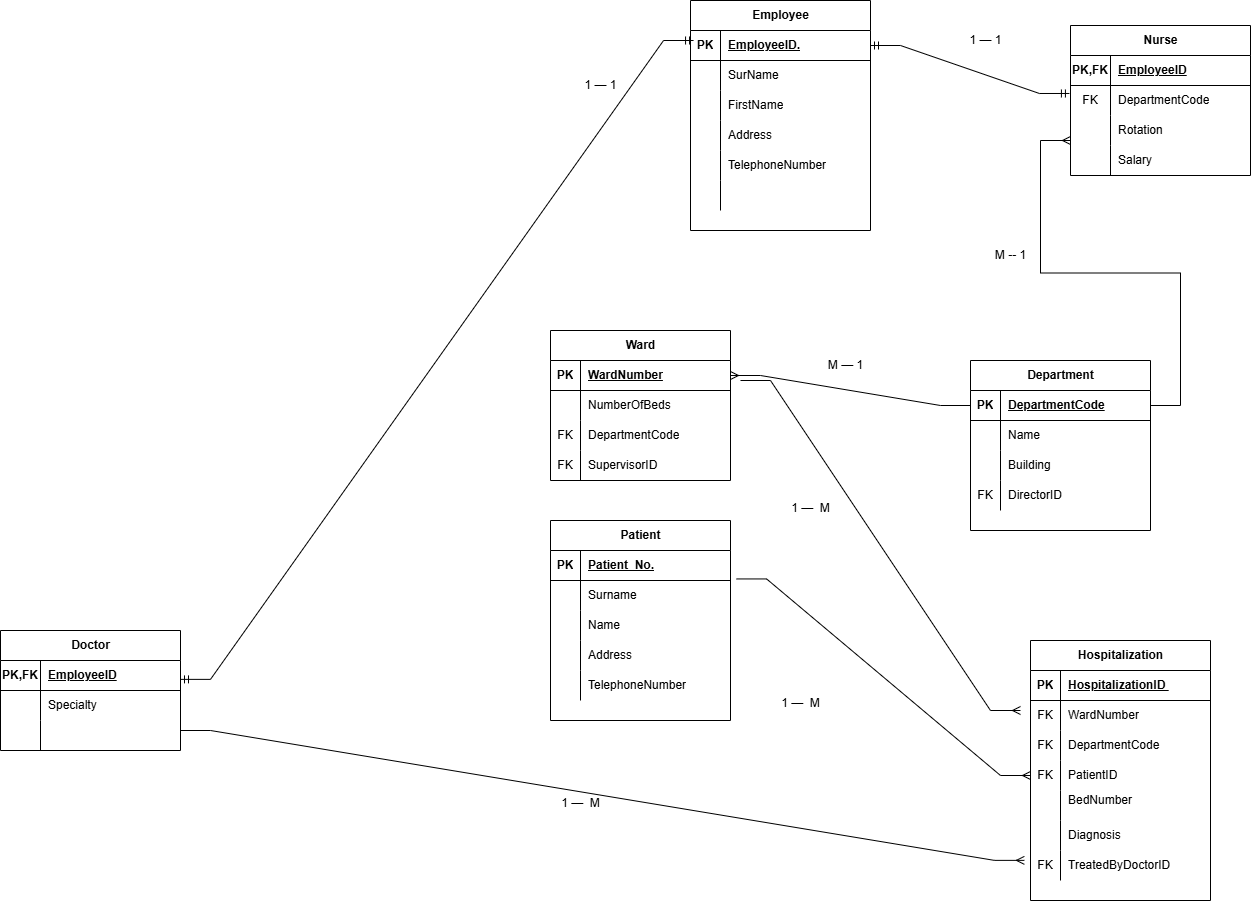 Employee
PK EmployeeID.
SurName
FirstName
Address
TelephoneNumber
1 — 1
1 — 1
Nurse
PK,FK EmployeeID
FK DepartmentCode
Rotation
Salary
M -- 1
Ward
PK WardNumber
NumberOfBeds
FK DepartmentCode
FK SupervisorID
M — 1
Department
PK DepartmentCode
Name
Building
FK DirectorID
1 — M
Patient
PK Patient_No.
Surname
Name
Address
TelephoneNumber
1 — M
Doctor
PK,FK EmployeeID
Specialty
1 — M
Hospitalization
PK HospitalizationID
FK WardNumber
FK DepartmentCode
FK PatientID
BedNumber
Diagnosis
FK TreatedByDoctorID